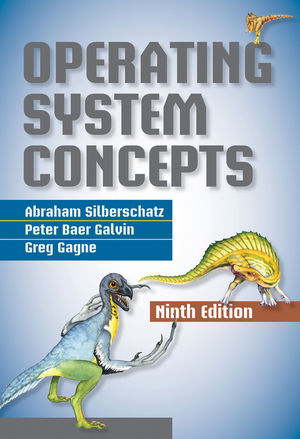 OPERATING
SYSTEM
CONCEPTS
Abraham Silberschatz
Peter Baer Galvin
Greg Gagne
Ninth Edition